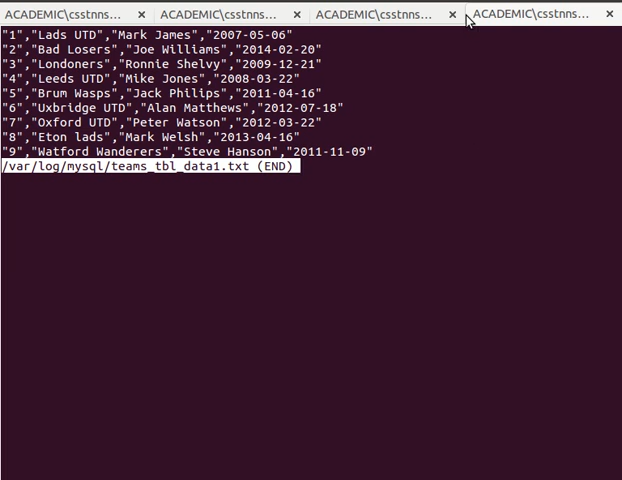 ACADEMIC\csstnns... × ACADEMIC\csstnns... × ACADEMIC\csstnns... × ACADEMIC\csstnns... ×
"1","Lads UTD","Mark James","2007-05-06"
"2","Bad Losers","Joe Williams","2014-02-20"
"3","Londoners","Ronnie Shelvy","2009-12-21"
"4","Leeds UTD","Mike Jones","2008-03-22"
"5","Brum Wasps","Jack Philips","2011-04-16"
"6","Uxbridge UTD","Alan Matthews","2012-07-18"
"7","Oxford UTD","Peter Watson","2012-03-22"
"8","Eton lads","Mark Welsh","2013-04-16"
"9","Watford Wanderers","Steve Hanson","2011-11-09"
/var/log/mysql/teams_tbl_data1.txt (END)